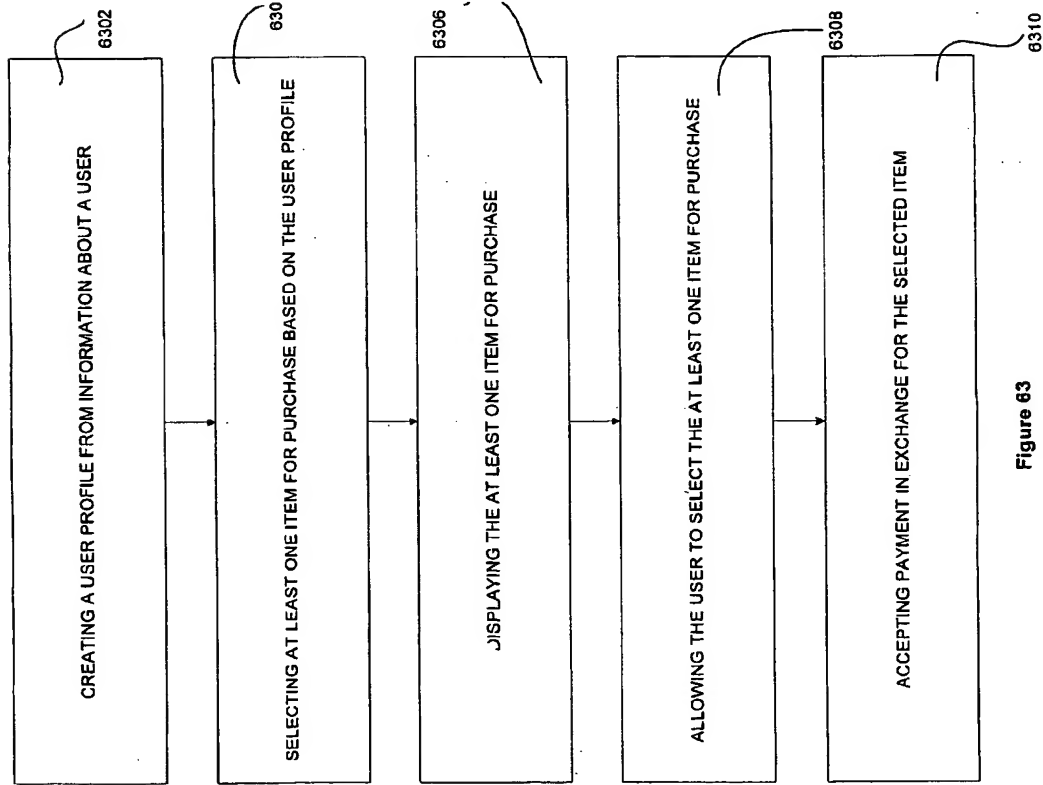 CREATING A USER PROFILE FROM INFORMATION ABOUT A USER
6302
SELECTING AT LEAST ONE ITEM FOR PURCHASE BASED ON THE USER PROFILE
630
DISPLAYING THE AT LEAST ONE ITEM FOR PURCHASE
6306
ALLOWING THE USER TO SELECT THE AT LEAST ONE ITEM FOR PURCHASE
6308
ACCEPTING PAYMENT IN EXCHANGE FOR THE SELECTED ITEM
6310
Figure 63